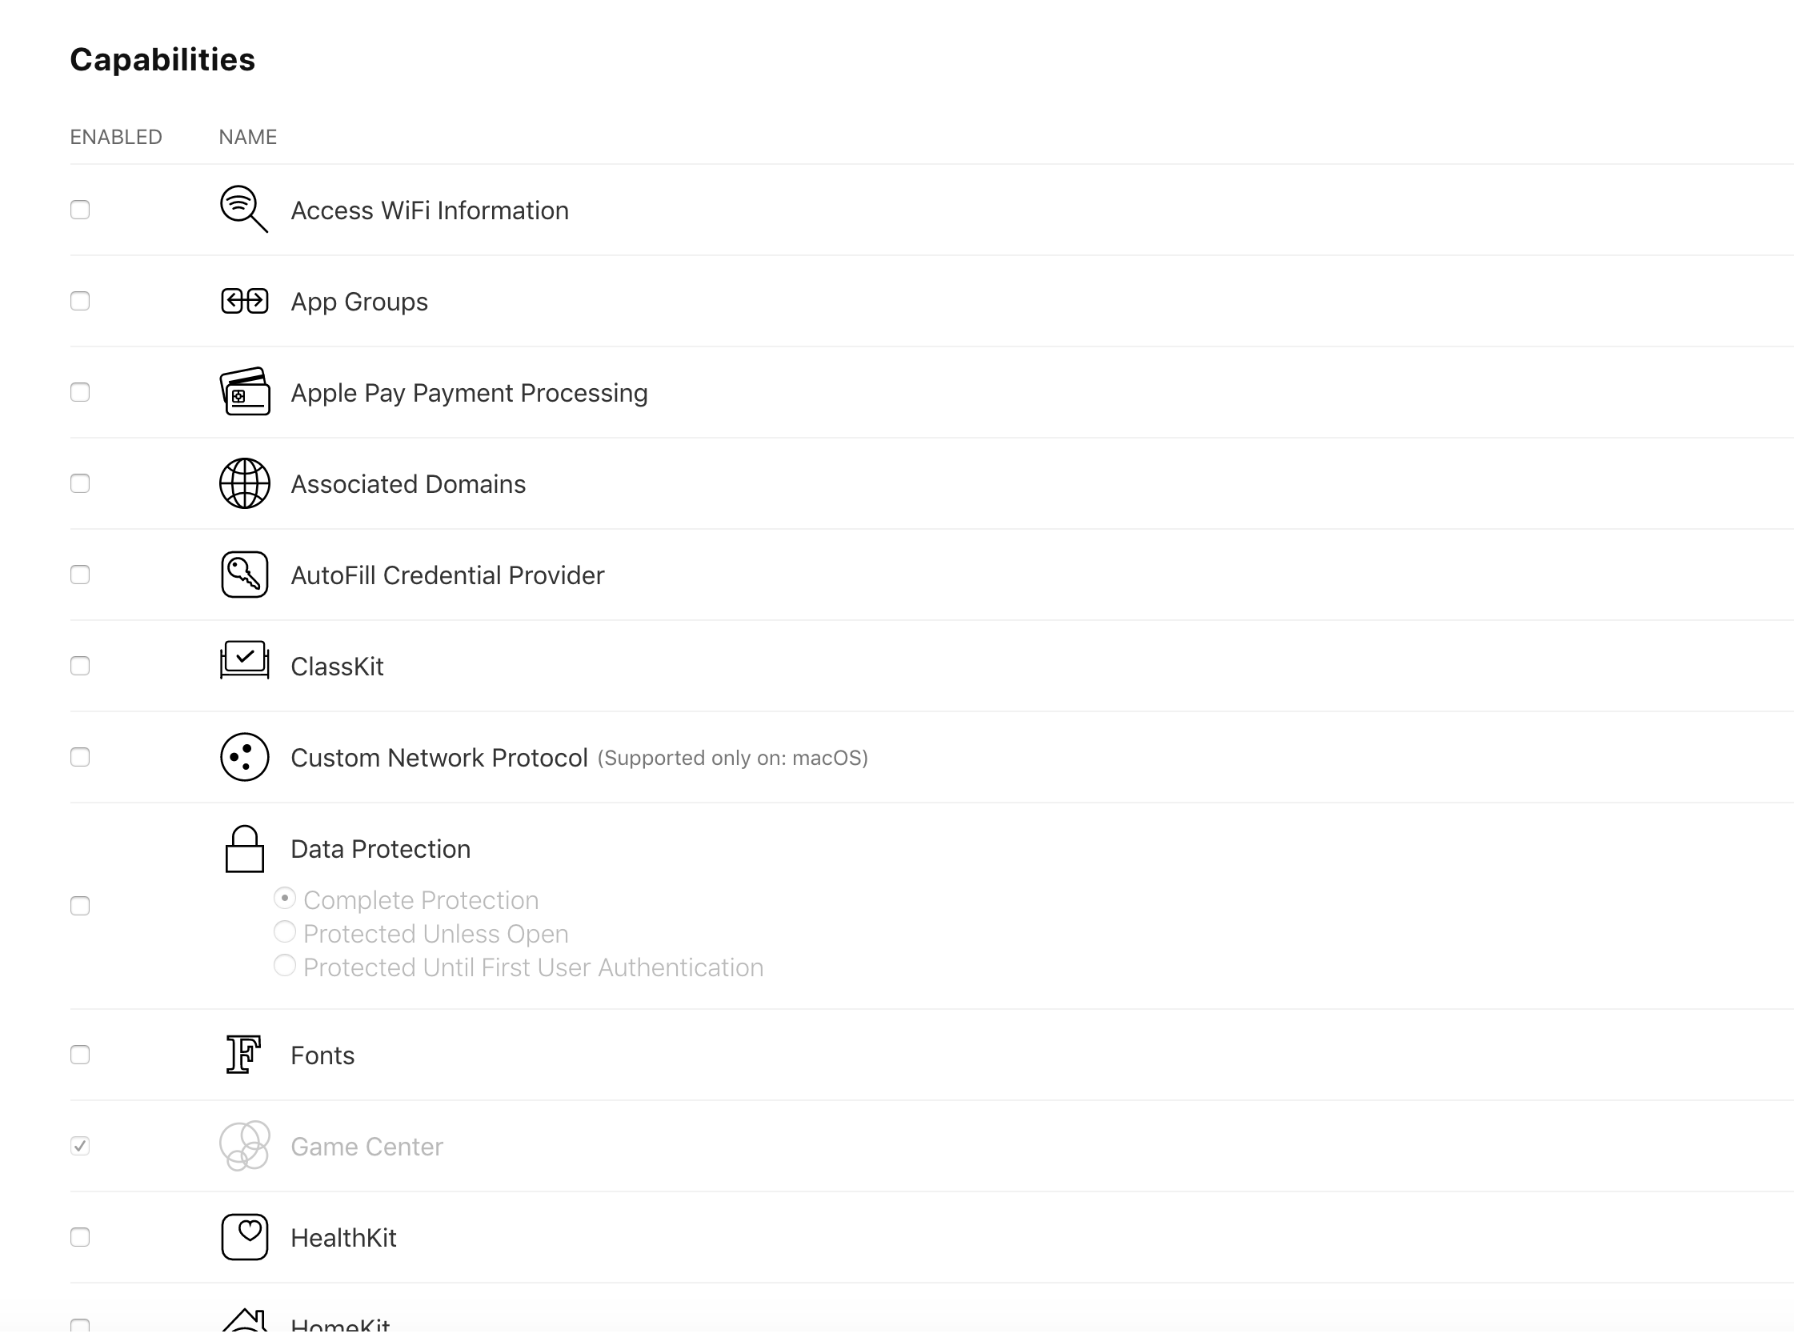 Capabilities
ENABLED NAME
Access WiFi Information
App Groups
Apple Pay Payment Processing
Associated Domains
AutoFill Credential Provider
ClassKit
Custom Network Protocol (Supported only on: macOS)
Data Protection
Complete Protection
Protected Unless Open
Protected Until First User Authentication
Fonts
Game Center
HealthKit
HomeKit